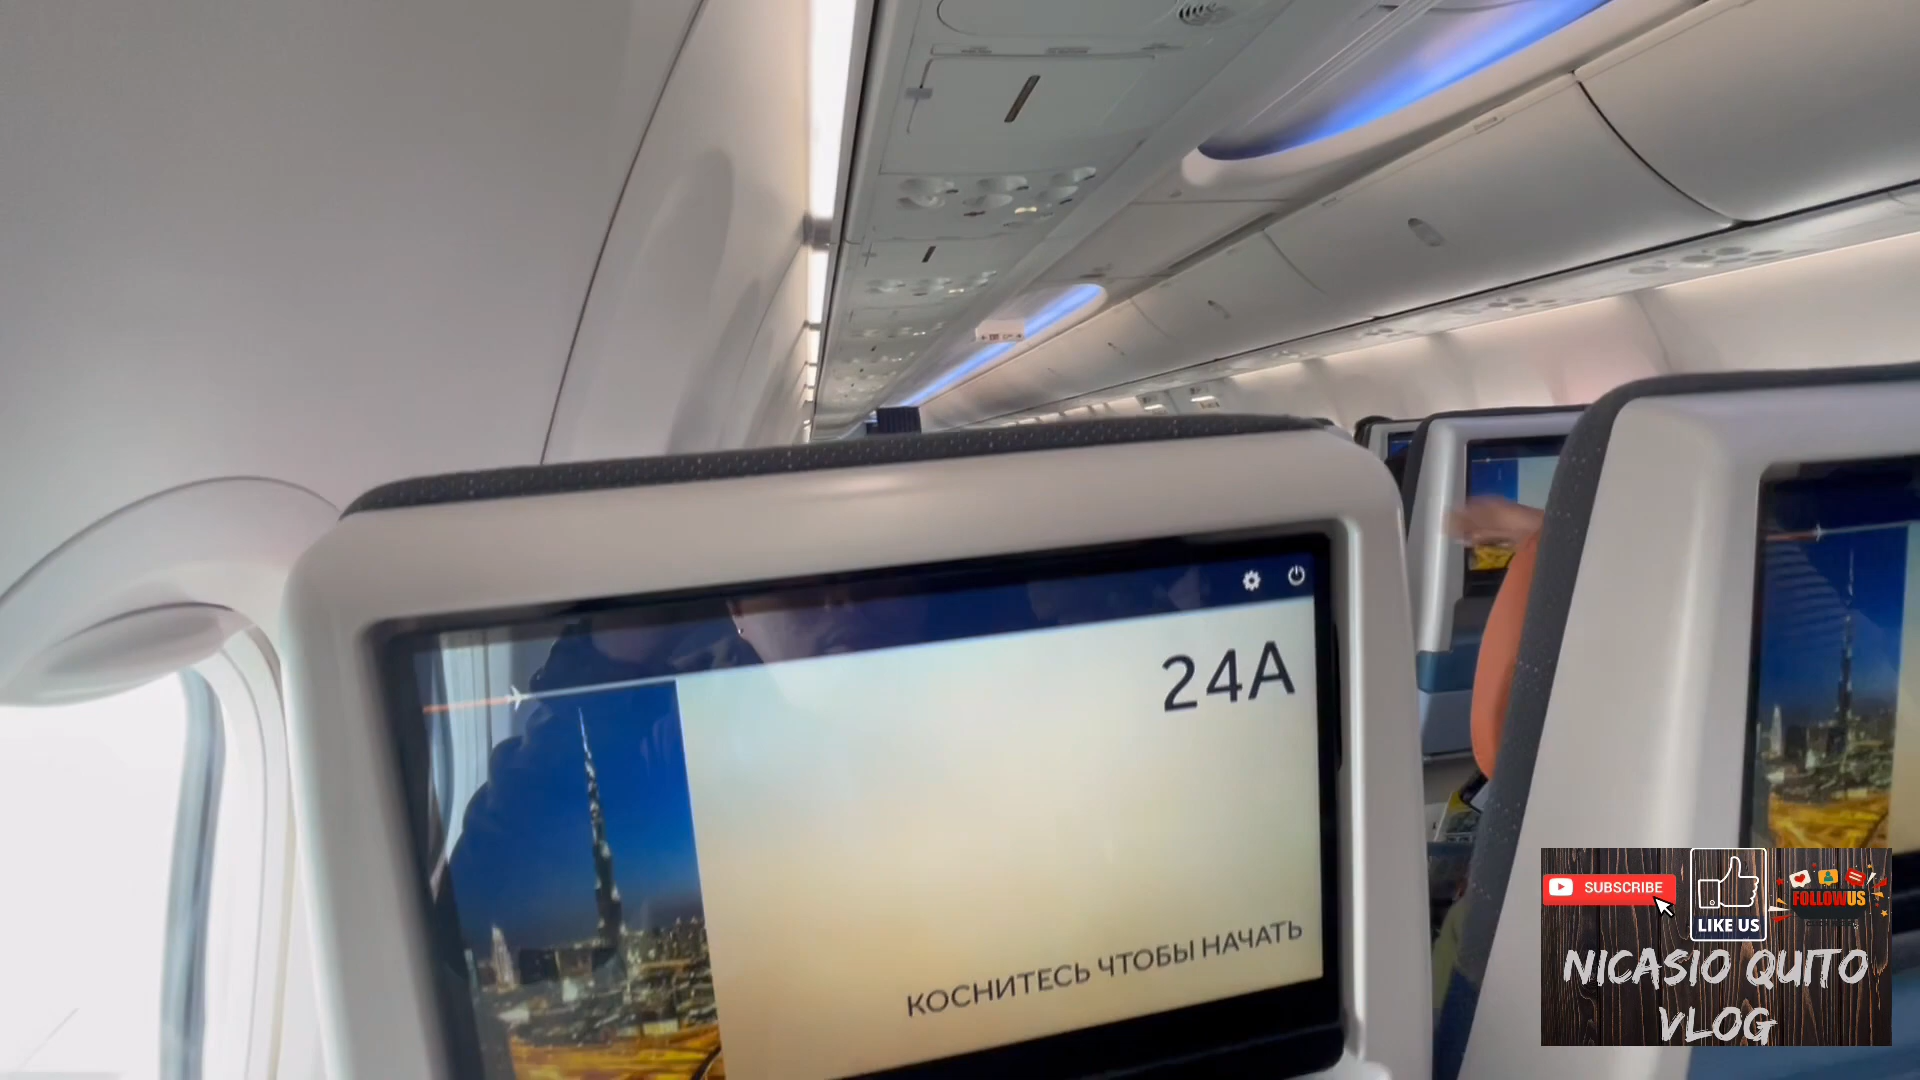 24A
КОСНИТЕСЬ ЧТОБЫ НАЧАТЬ
SUBSCRIBE
LIKE US
FOLLOW US
NICASIO QUITO
VLOG